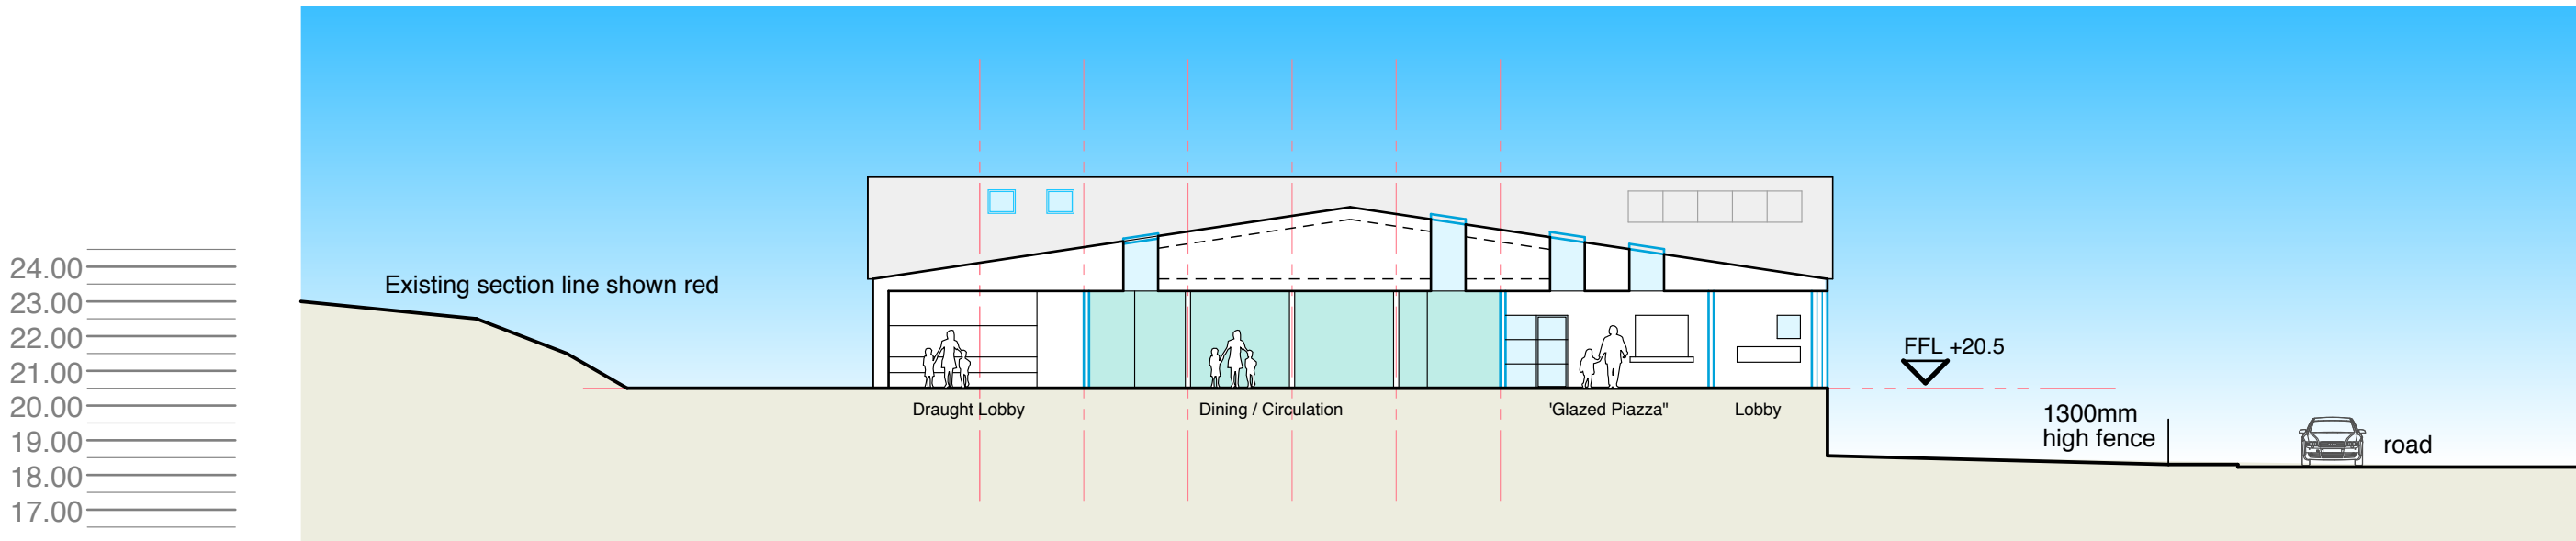 24.00
23.00
22.00
21.00
20.00
19.00
18.00
17.00
Existing section line shown red
FFL +20.5
Draught Lobby
Dining / Circulation
'Glazed Piazza"
Lobby
1300mm
high fence
road